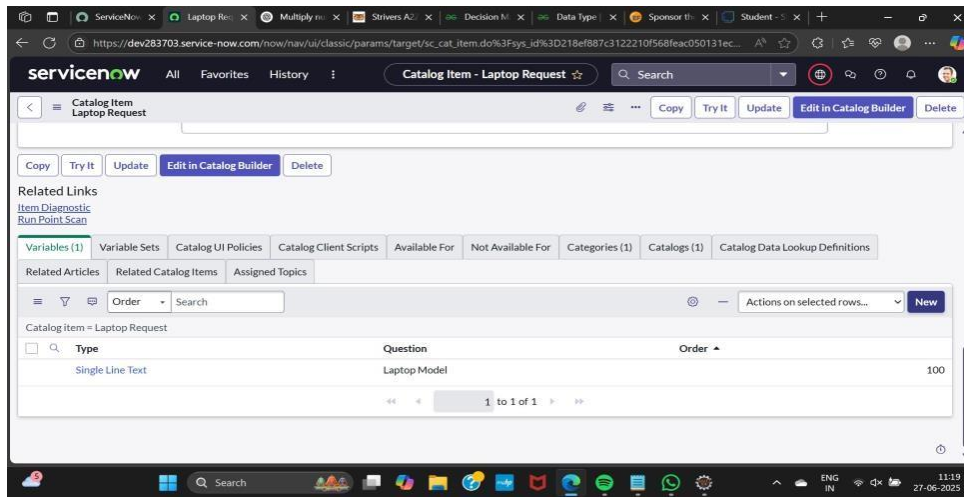 ServiceNow
Laptop Req
Multiply nu
Strivers A2Z
Decision M
Data Type
Sponsor th
Student - S
https://dev283703.service-now.com/now/nav/ui/classic/params/target/sc_cat_item.do%3Fsys_id%3D218ef887c3122210f568feac050131ec...
servicenow All Favorites History Catalog Item - Laptop Request Search
Catalog Item
Laptop Request
Copy Try It Update Edit in Catalog Builder Delete
Copy Try It Update Edit in Catalog Builder Delete
Related Links
Item Diagnostic
Run Point Scan
Variables (1) Variable Sets Catalog UI Policies Catalog Client Scripts Available For Not Available For Categories (1) Catalogs (1) Catalog Data Lookup Definitions
Related Articles Related Catalog Items Assigned Topics
Order Search Actions on selected rows... New
Catalog item = Laptop Request
Type Question Order
Single Line Text Laptop Model 100
1 to 1 of 1
5 Search ENG 11:19
IN 27-06-2025